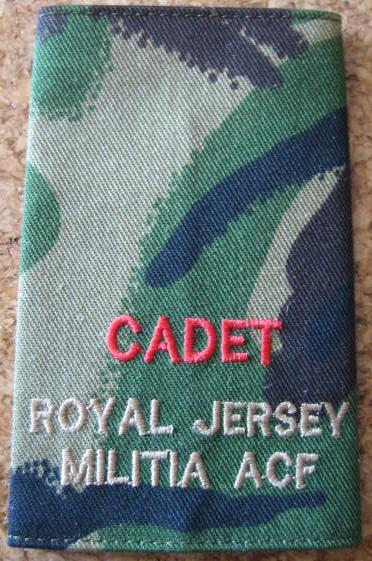 CADET
ROYAL JERSEY
MILITIA ACF